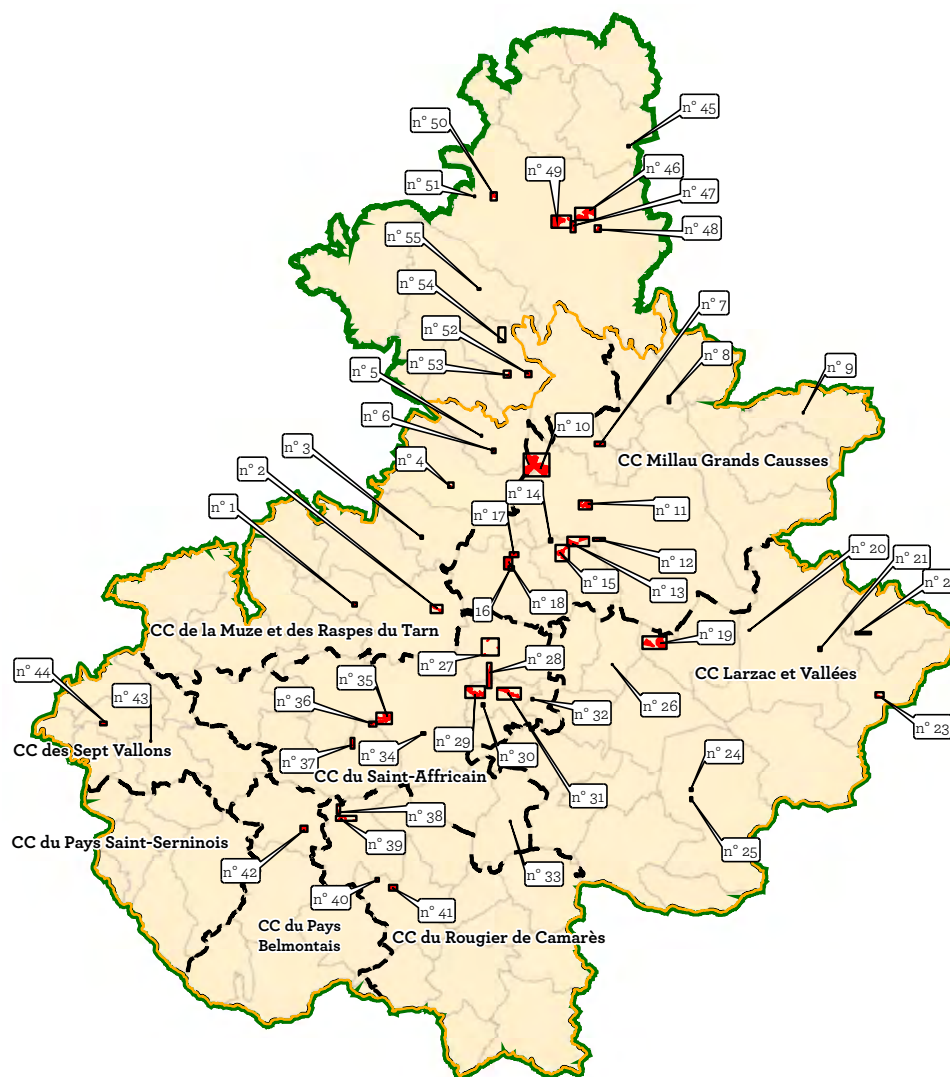 n° 45
n° 50
n° 46
n° 49
n° 51
n° 47
n° 48
n° 55
n° 54
n° 7
n° 52
n° 8
n° 53
n° 9
n° 5
n° 6
n° 10
n° 3
CC Millau Grands Causses
n° 4
n° 2
n° 14
n° 1
n° 11
n° 17
n° 20
n° 21
n° 12
n° 15
n° 13
n° 2
16
n° 18
CC de la Muze et des Raspes du Tarn
n° 19
n° 27
n° 28
n° 44
CC Larzac et Vallées
n° 35
n° 43
n° 36
n° 26
n° 32
n° 23
n° 29
n° 30
CC des Sept Vallons
n° 37
n° 34
n° 24
CC du Saint-Affricain
n° 31
n° 38
CC du Pays Saint-Serninois
n° 39
n° 25
n° 42
n° 33
n° 40
n° 41
CC du Pays
Belmontais
CC du Rougier de Camarès